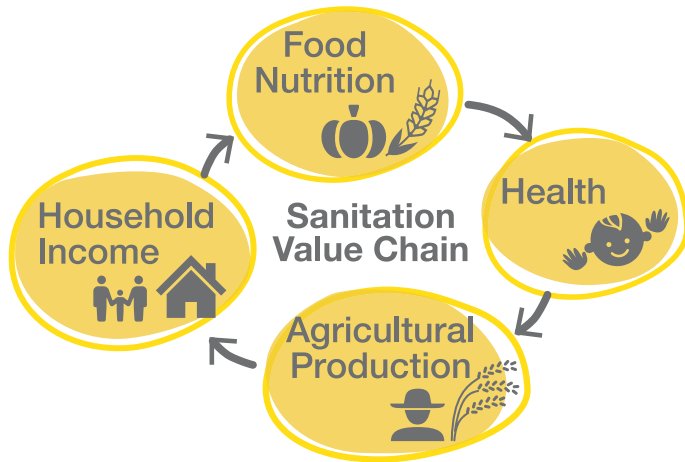 Food
Nutrition
Health
Sanitation
Value Chain
Household
Income
Agricultural
Production